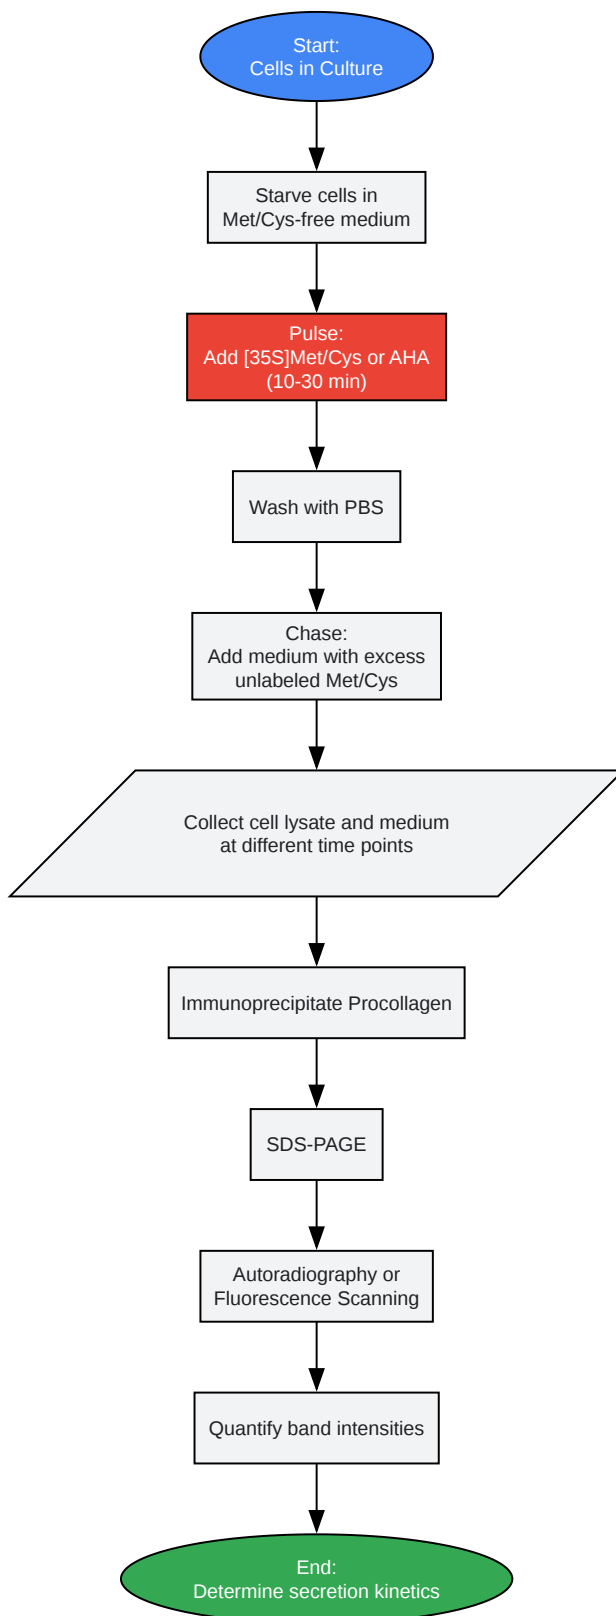 Start:
Cells in Culture
Starve cells in
Met/Cys-free medium
Pulse:
Add [35S]Met/Cys or AHA
(10-30 min)
Wash with PBS
Chase:
Add medium with excess
unlabeled Met/Cys
Collect cell lysate and medium
at different time points
Immunoprecipitate Procollagen
SDS-PAGE
Autoradiography or
Fluorescence Scanning
Quantify band intensities
End:
Determine secretion kinetics